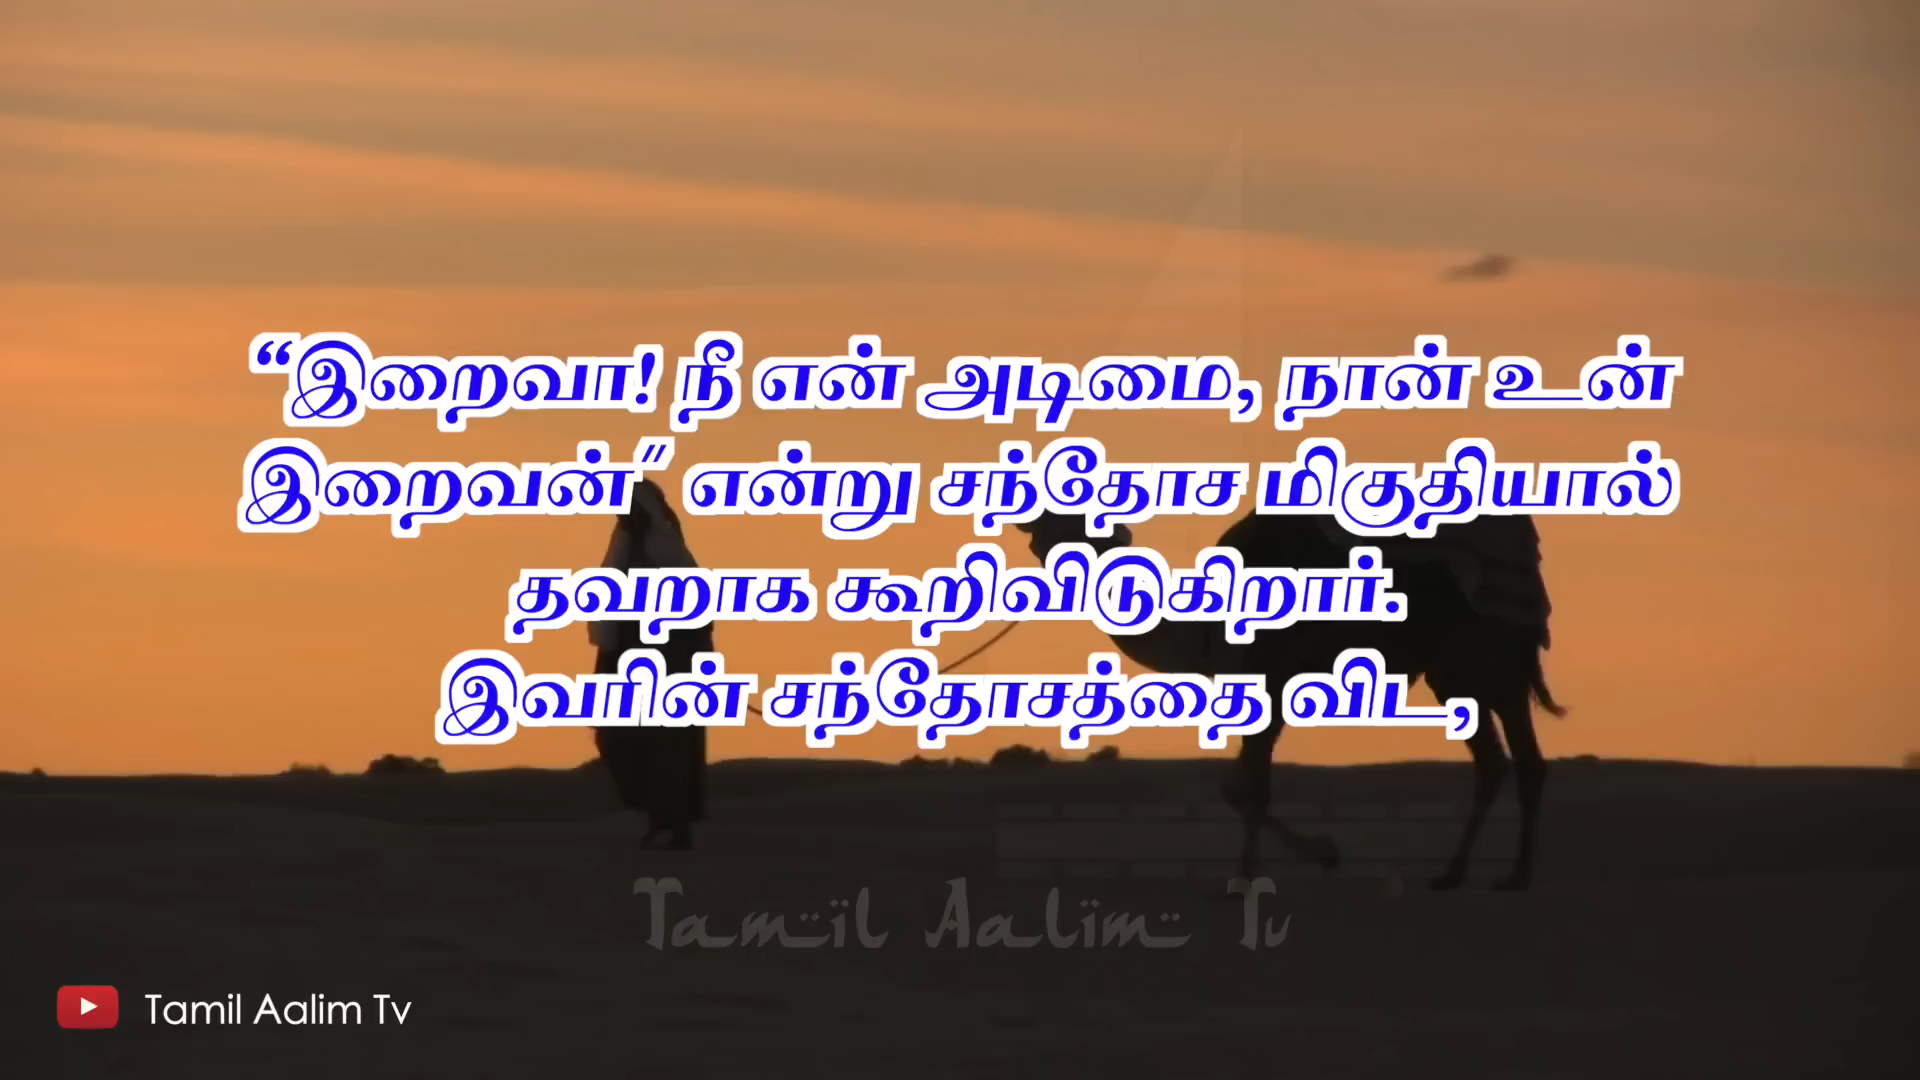 “இறைவா! நீ என் அடிமை, நான் உன்
இறைவன்” என்று சந்தோச மிகுதியால்
தவறாக கூறிவிடுகிறார்.
இவரின் சந்தோசத்தை விட,
Tamil Aalim Tv
Tamil Aalim Tv